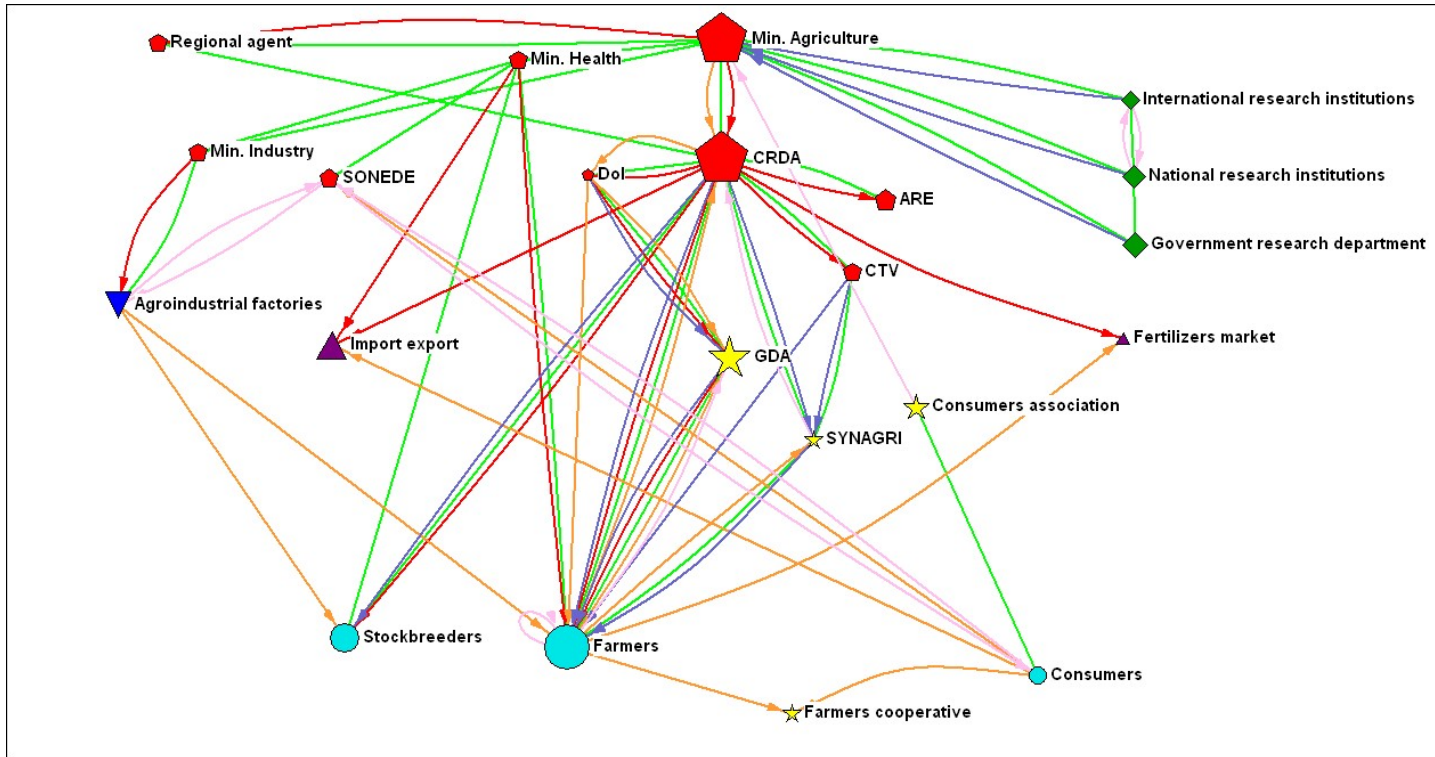 Regional agent
Min. Agriculture
Min. Health
International research institutions
Min. Industry
CRDA
SONEDE
DoI
National research institutions
ARE
Government research department
CTV
Agroindustrial factories
Import export
GDA
Fertilizers market
Consumers association
SYNAGRI
Stockbreeders
Farmers
Consumers
Farmers cooperative